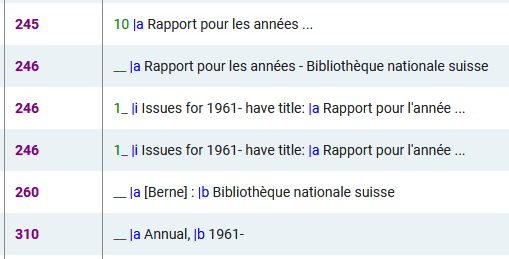 245 10 |a Rapport pour les années ...
246 __ |a Rapport pour les années - Bibliothèque nationale suisse
246 1_ |i Issues for 1961- have title: |a Rapport pour l'année ...
246 1_ |i Issues for 1961- have title: |a Rapport pour l'année ...
260 __ |a [Berne] : |b Bibliothèque nationale suisse
310 __ |a Annual, |b 1961-